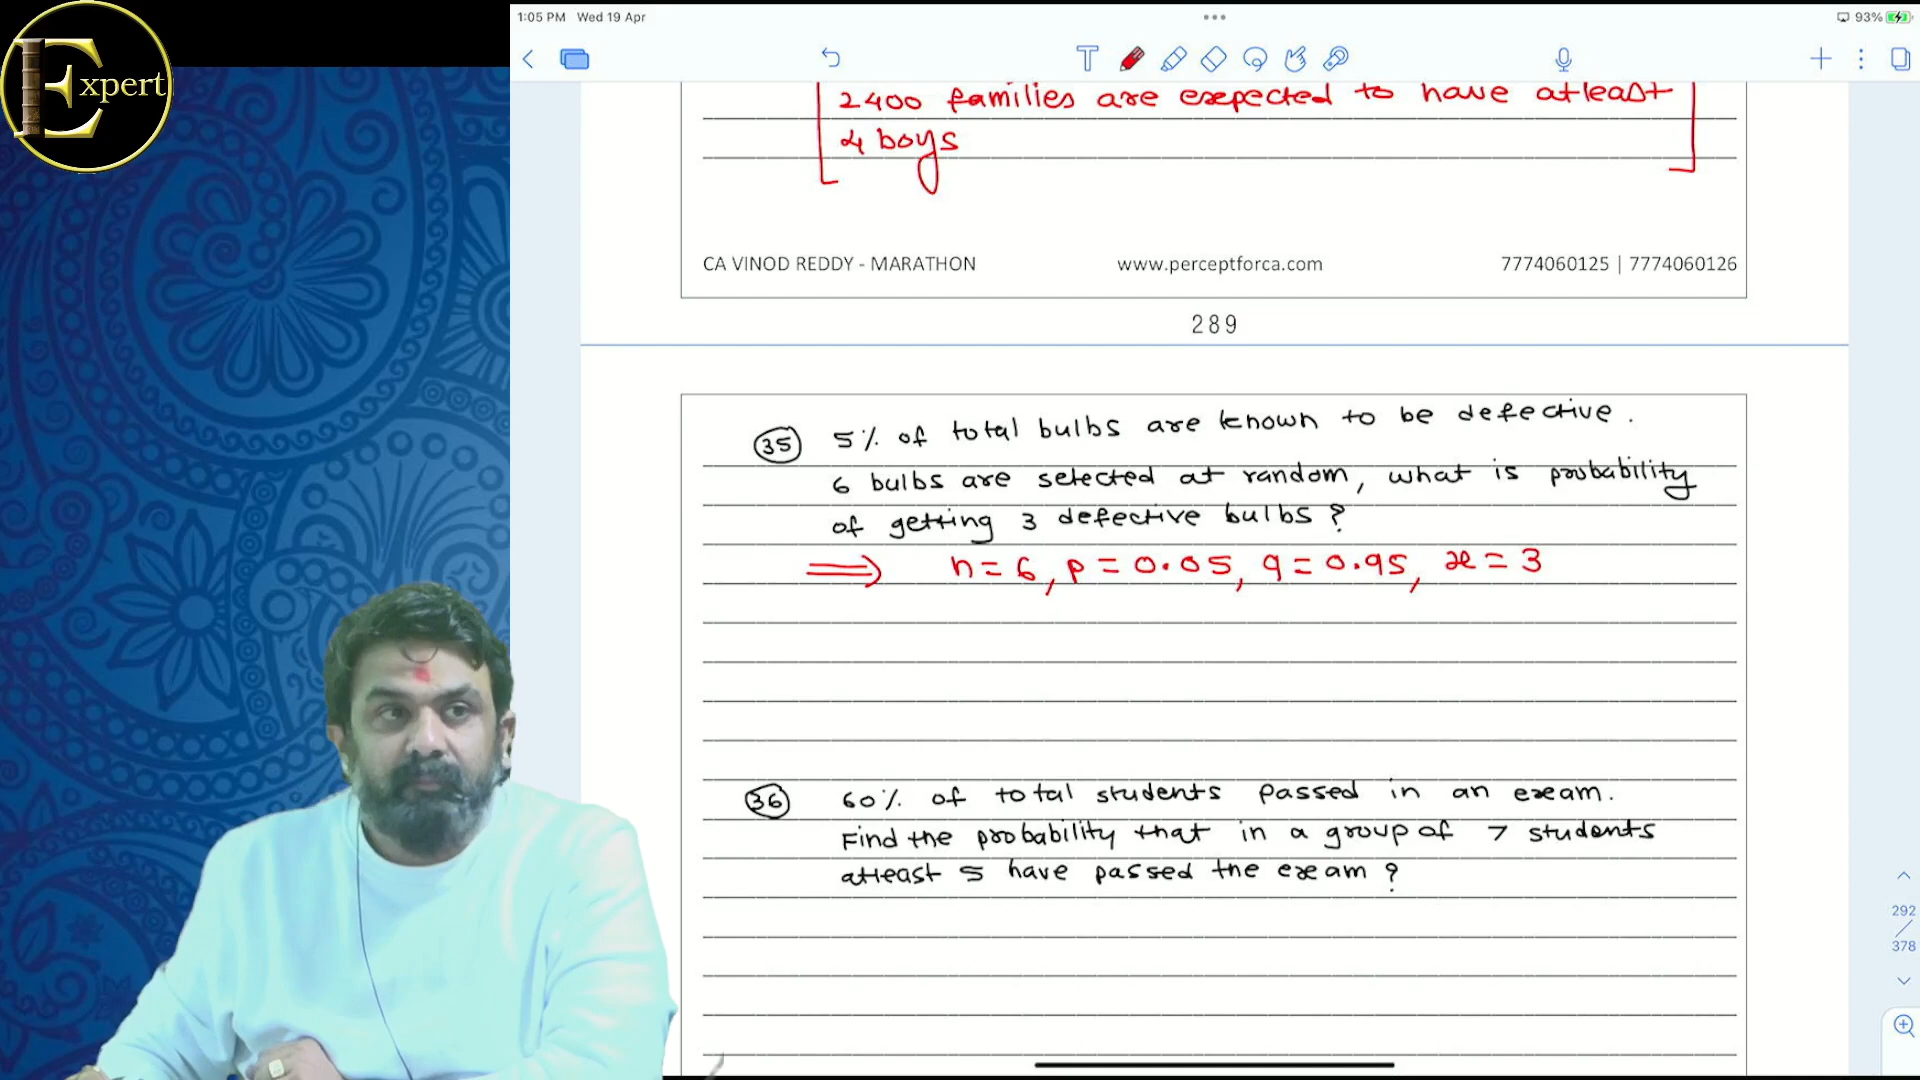 Expert
1:05 PM Wed 19 Apr
93%
2400 families are expected to have atleast
4 boys
CA VINOD REDDY - MARATHON www.perceptforca.com 7774060125 | 7774060126
289
35 5% of total bulbs are known to be defective.
6 bulbs are selected at random, what is probability
of getting 3 defective bulbs?
⟹ n = 6, p = 0.05, q = 0.95, x = 3
36 60% of total students passed in an exam.
Find the probability that in a group of 7 students
atleast 5 have passed the exam?
292
/
378